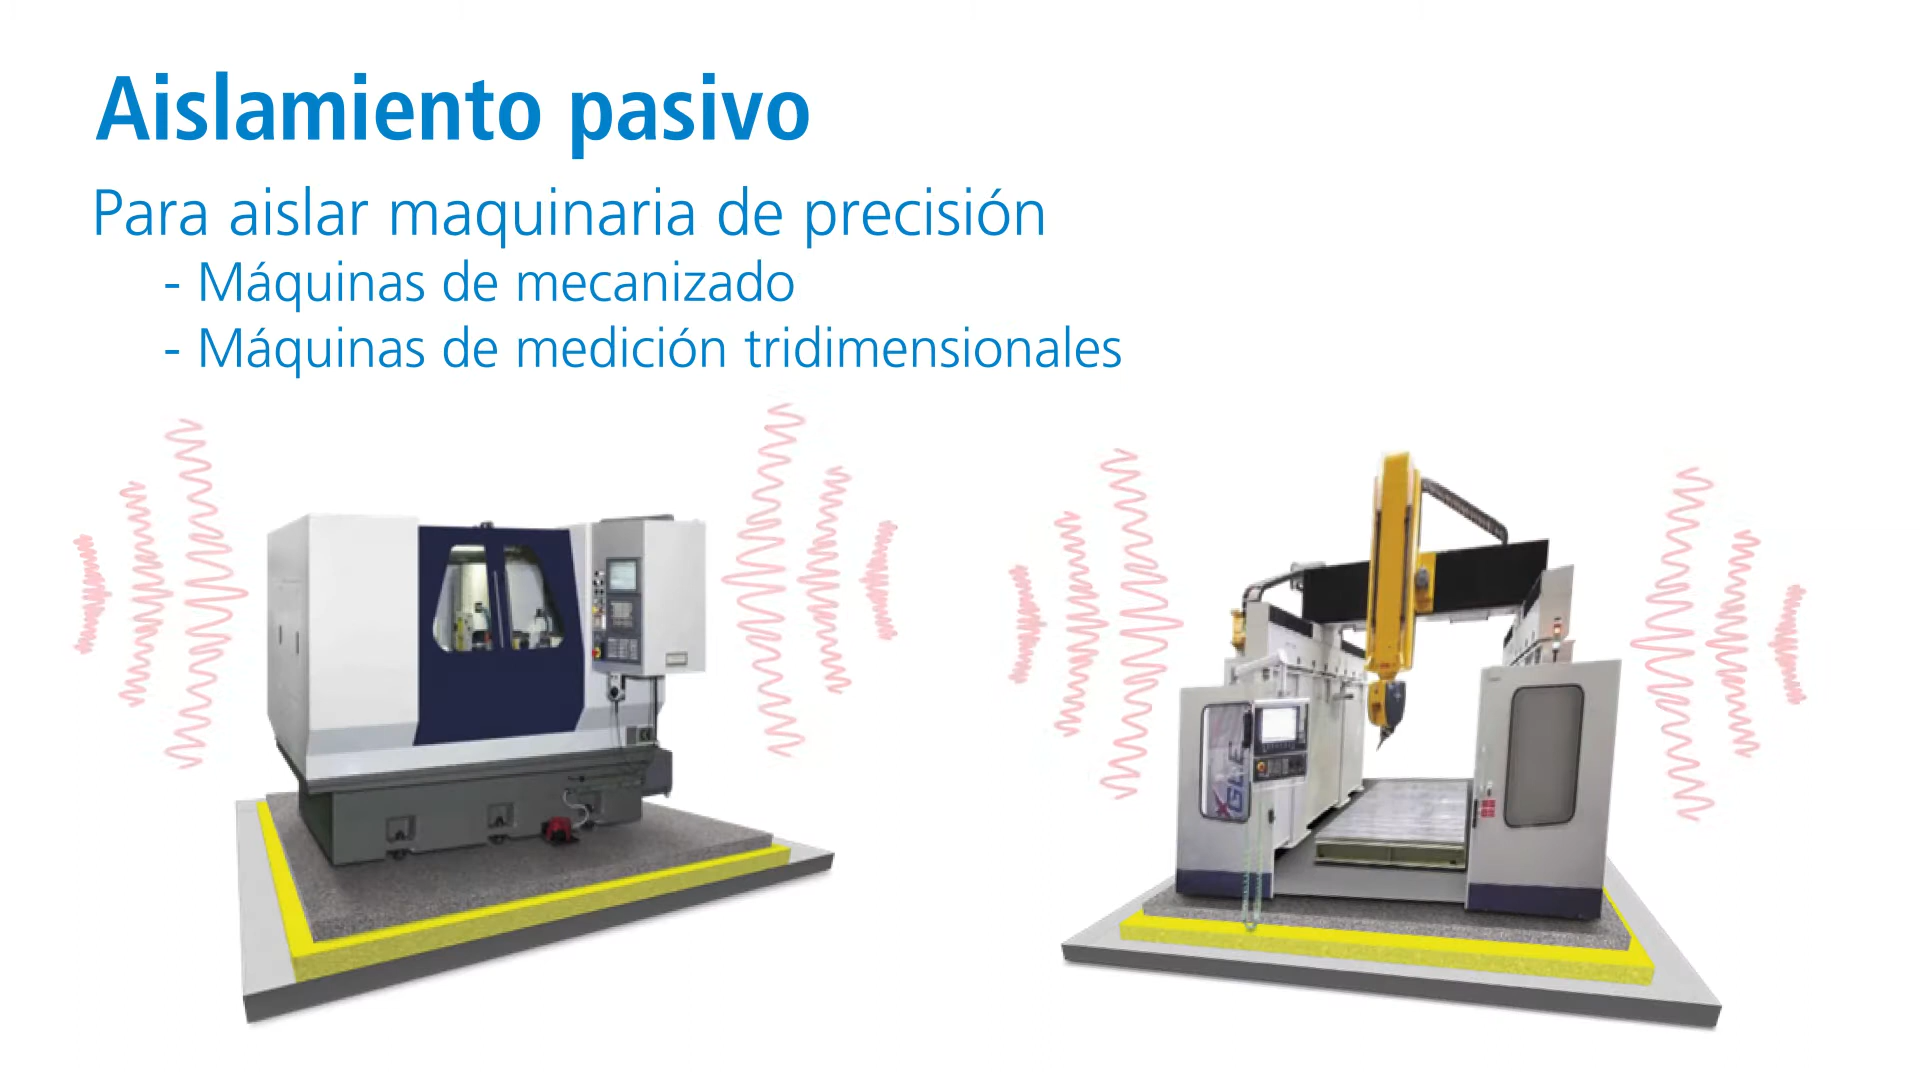 Aislamiento pasivo
Para aislar maquinaria de precisión
- Máquinas de mecanizado
- Máquinas de medición tridimensionales